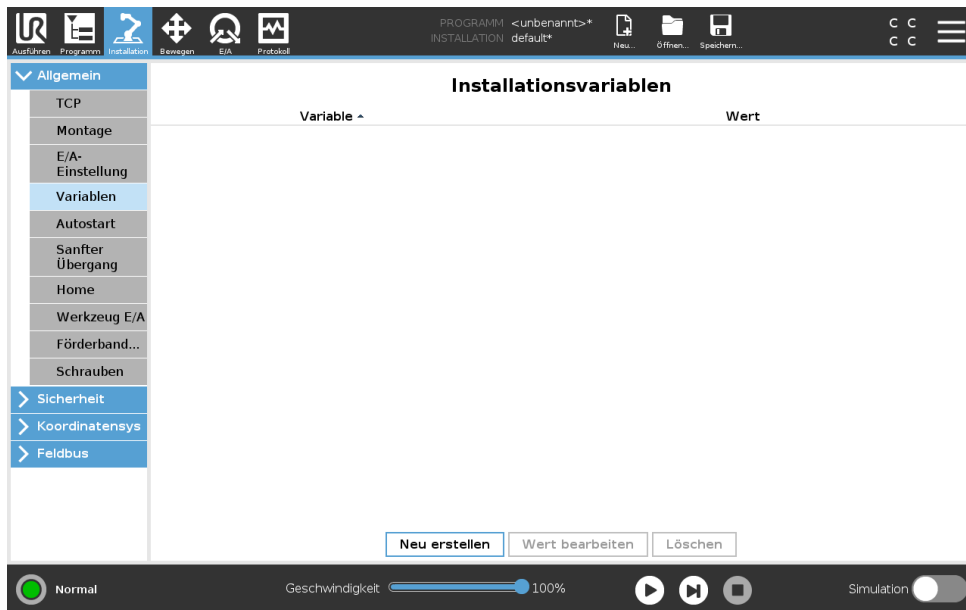 PROGRAMM <unbenannt>*
INSTALLATION default*
Ausführen Programm Installation Bewegen E/A Protokoll Neu... Öffnen... Speichern...
C C
C C
Allgemein
TCP
Montage
E/A-
Einstellung
Variablen
Autostart
Sanfter
Übergang
Home
Werkzeug E/A
Förderband...
Schrauben
Sicherheit
Koordinatensys
Feldbus
Installationsvariablen
Variable Wert
Neu erstellen Wert bearbeiten Löschen
Normal Geschwindigkeit 100% Simulation